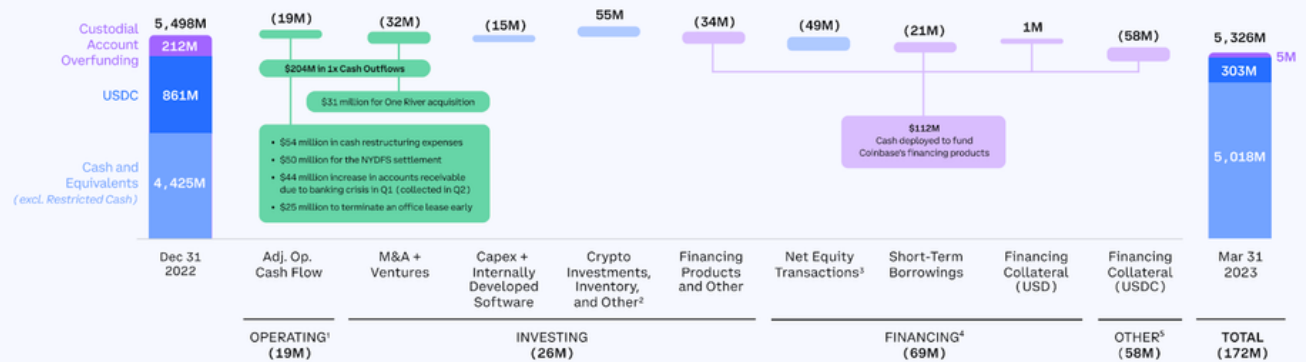 Custodial
Account
Overfunding
USDC
Cash and
Equivalents
(excl. Restricted Cash)
5,498M
212M
861M
4,425M
(19M)
(32M)
(15M)
55M
(34M)
(49M)
(21M)
1M
(58M)
$204M in 1x Cash Outflows
$31 million for One River acquisition
• $54 million in cash restructuring expenses
• $50 million for the NYDFS settlement
• $44 million increase in accounts receivable
due to banking crisis in Q1 (collected in Q2)
• $25 million to terminate an office lease early
$112M
Cash deployed to fund
Coinbase's financing products
5,326M
5M
303M
5,018M
Dec 31
2022
Adj. Op.
Cash Flow
M&A +
Ventures
Capex +
Internally
Developed
Software
Crypto
Investments,
Inventory,
and Other²
Financing
Products
and Other
Net Equity
Transactions³
Short-Term
Borrowings
Financing
Collateral
(USD)
Financing
Collateral
(USDC)
Mar 31
2023
OPERATING¹
(19M)
INVESTING
(26M)
FINANCING⁴
(69M)
OTHER⁵
(58M)
TOTAL
(172M)